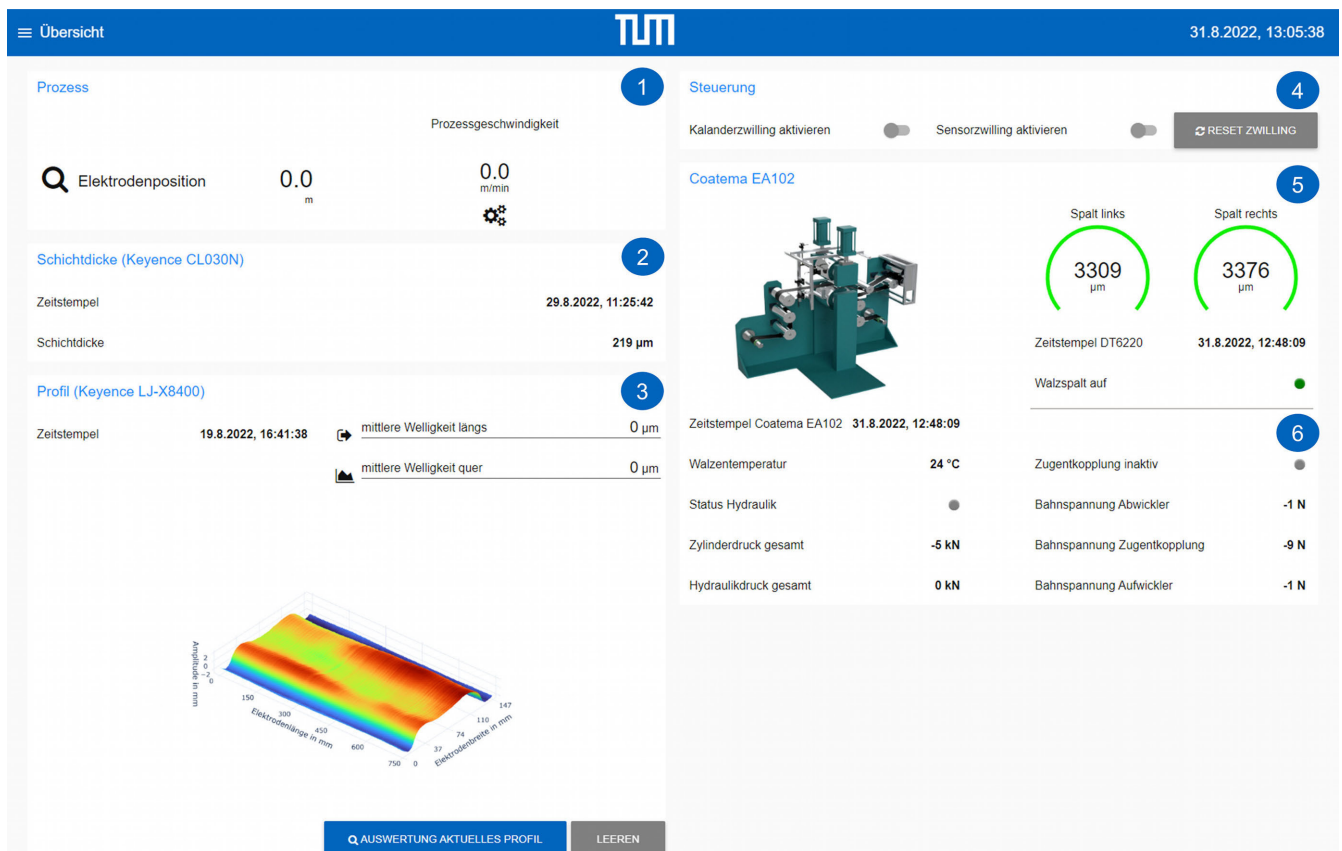 Übersicht
TUM
31.8.2022, 13:05:38
Prozess
1
Prozessgeschwindigkeit
Elektrodenposition
0.0
m
0.0
m/min
Schichtdicke (Keyence CL030N)
2
Zeitstempel
29.8.2022, 11:25:42
Schichtdicke
219 µm
Profil (Keyence LJ-X8400)
3
Zeitstempel
19.8.2022, 16:41:38
mittlere Welligkeit längs
0 µm
mittlere Welligkeit quer
0 µm
Amplitude in mm
2
0
−2
0
150
300
450
600
750
Elektrodenlänge in mm
0
37
74
110
147
Elektrodenbreite in mm
AUSWERTUNG AKTUELLES PROFIL
LEEREN
Steuerung
4
Kalanderzwilling aktivieren
Sensorzwilling aktivieren
RESET ZWILLING
Coatema EA102
5
Spalt links
Spalt rechts
3309
µm
3376
µm
Zeitstempel DT6220
31.8.2022, 12:48:09
Walzspalt auf
Zeitstempel Coatema EA102
31.8.2022, 12:48:09
6
Walzentemperatur
24 °C
Status Hydraulik
Zylinderdruck gesamt
-5 kN
Hydraulikdruck gesamt
0 kN
Zugentkopplung inaktiv
Bahnspannung Abwickler
-1 N
Bahnspannung Zugentkopplung
-9 N
Bahnspannung Aufwickler
-1 N